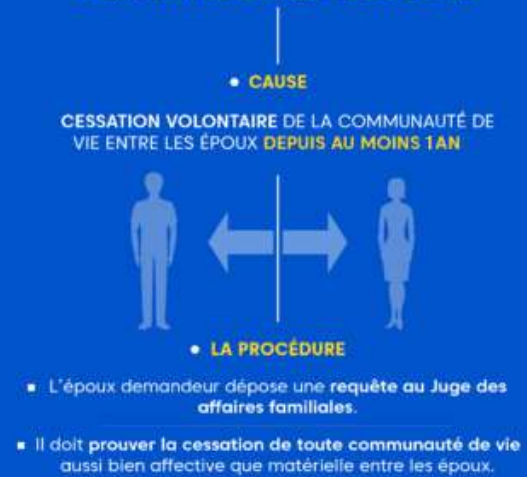 • CAUSE
CESSATION VOLONTAIRE DE LA COMMUNAUTÉ DE
VIE ENTRE LES ÉPOUX DEPUIS AU MOINS 1 AN
• LA PROCÉDURE
▪ L'époux demandeur dépose une requête au Juge des
affaires familiales.
▪ Il doit prouver la cessation de toute communauté de vie
aussi bien affective que matérielle entre les époux.